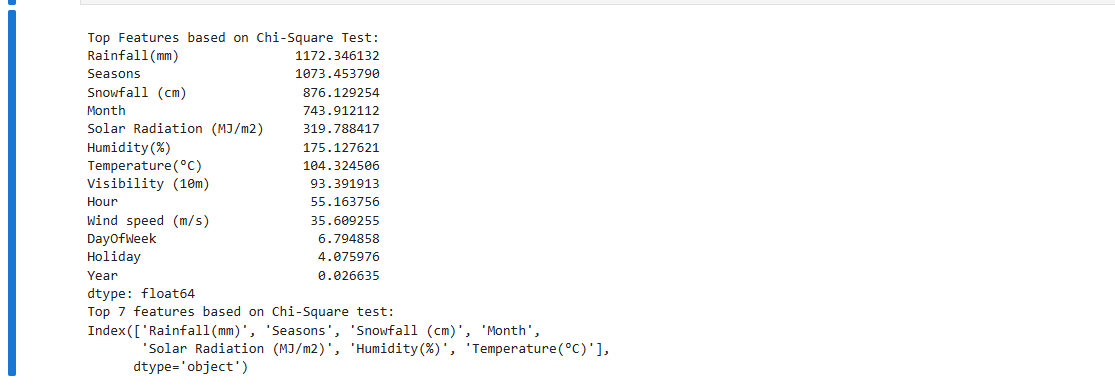 Top Features based on Chi-Square Test:
Rainfall(mm)               1172.346132
Seasons                    1073.453790
Snowfall (cm)               876.129254
Month                       743.912112
Solar Radiation (MJ/m2)     319.788417
Humidity(%)                 175.127621
Temperature(°C)             104.324506
Visibility (10m)             93.391913
Hour                         55.163756
Wind speed (m/s)             35.609255
DayOfWeek                     6.794858
Holiday                       4.075976
Year                          0.026635
dtype: float64
Top 7 features based on Chi-Square test:
Index(['Rainfall(mm)', 'Seasons', 'Snowfall (cm)', 'Month',
       'Solar Radiation (MJ/m2)', 'Humidity(%)', 'Temperature(°C)'],
      dtype='object')